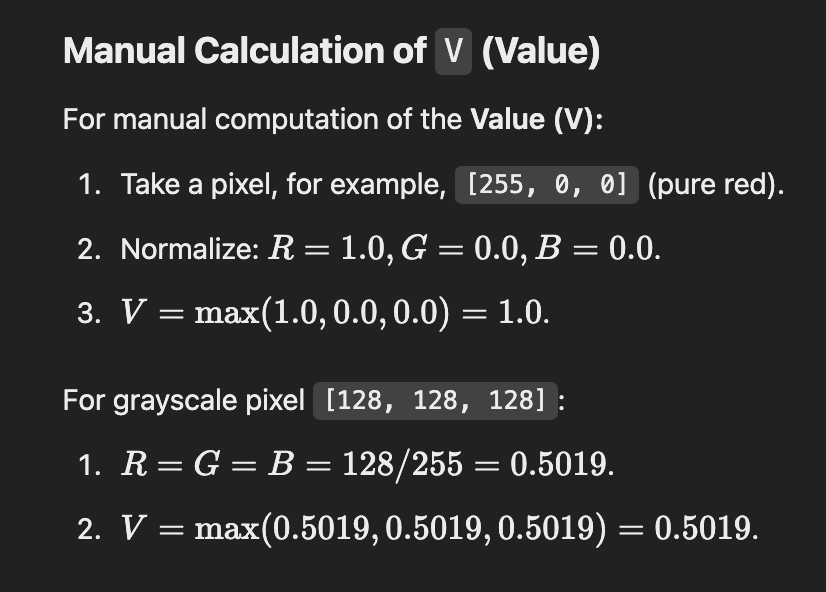 Manual Calculation of V (Value)
For manual computation of the Value (V):
1. Take a pixel, for example, [255, 0, 0] (pure red).
2. Normalize: R = 1.0, G = 0.0, B = 0.0.
3. V = max(1.0, 0.0, 0.0) = 1.0.
For grayscale pixel [128, 128, 128] :
1. R = G = B = 128/255 = 0.5019.
2. V = max(0.5019, 0.5019, 0.5019) = 0.5019.